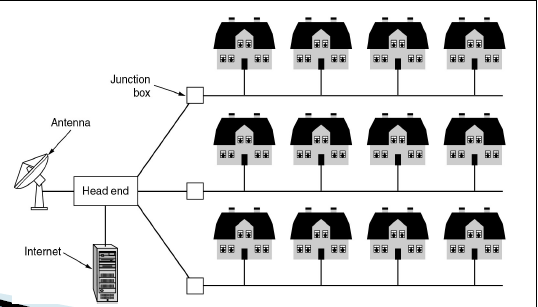 Junction
box
Antenna
Head end
Internet